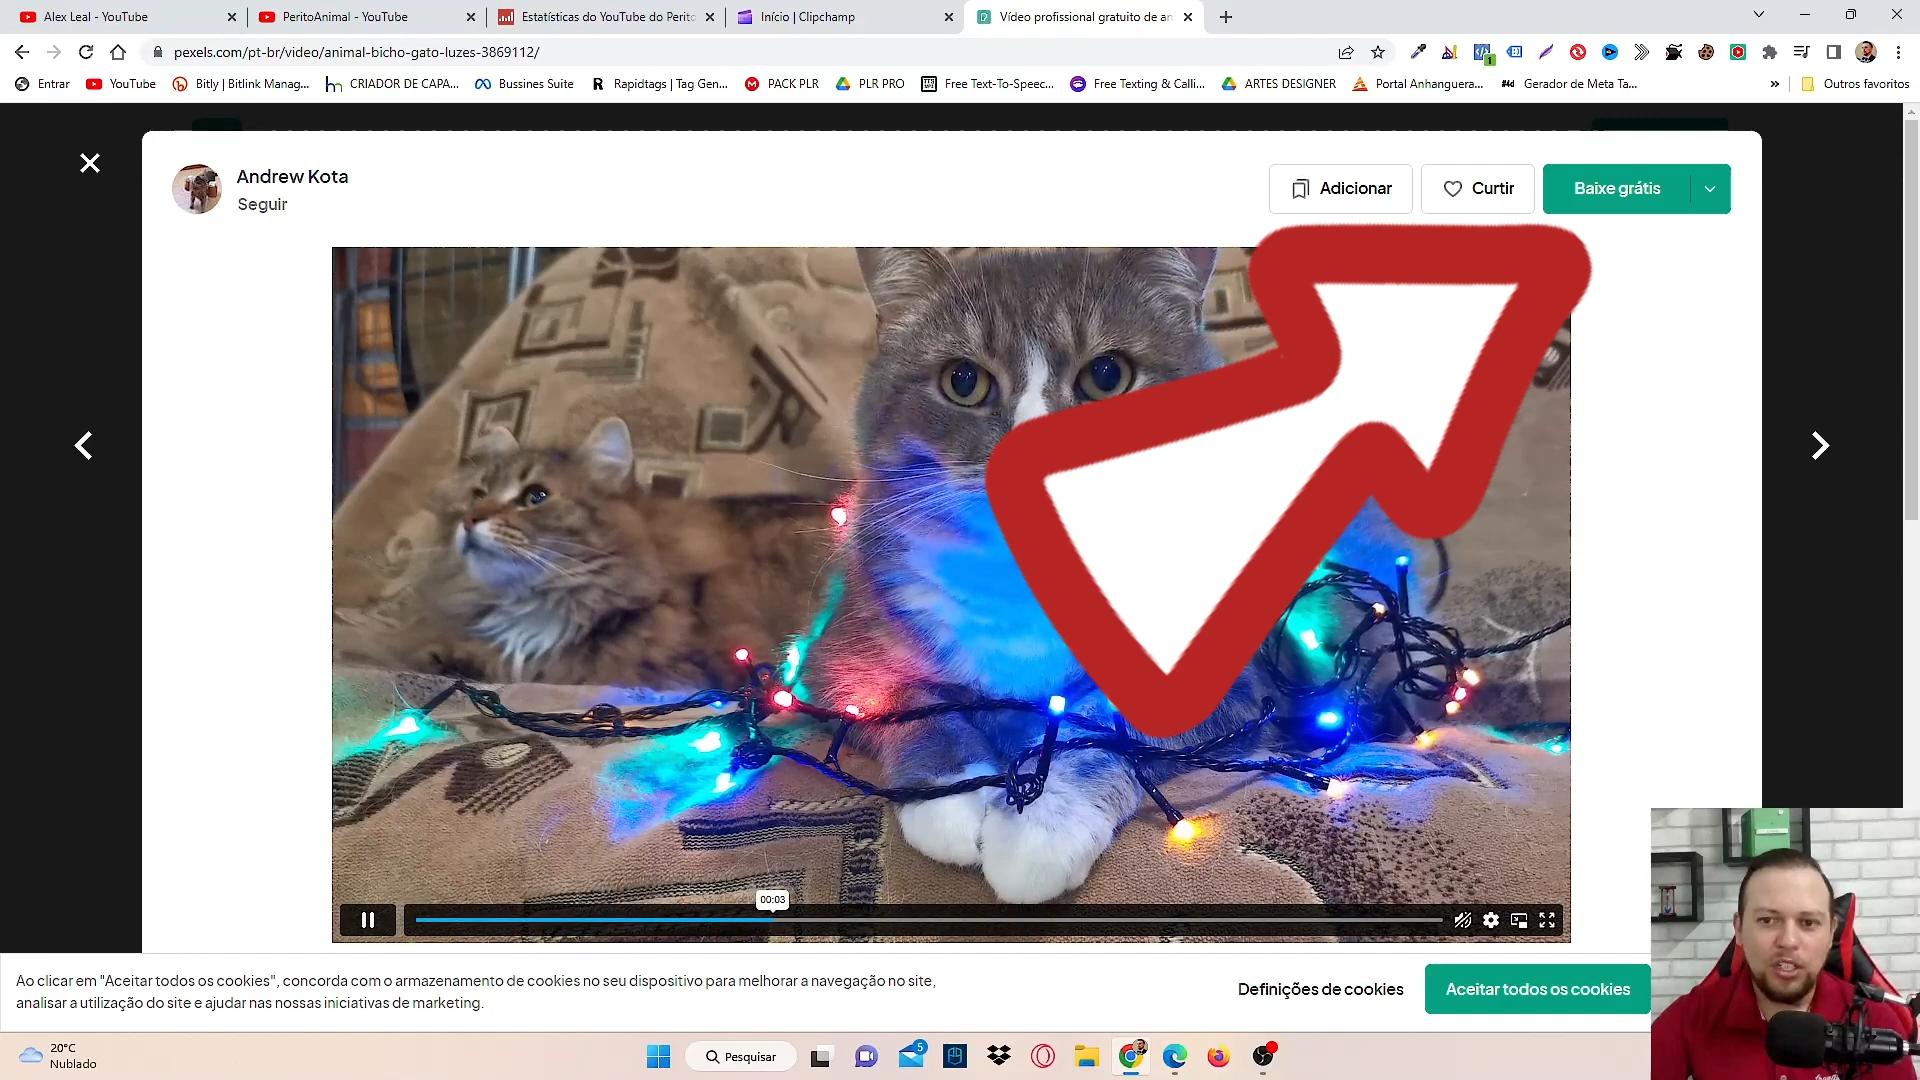 Alex Leal - YouTube
PeritoAnimal - YouTube
Estatísticas do YouTube do Perito
Início | Clipchamp
Vídeo profissional gratuito de an
pexels.com/pt-br/video/animal-bicho-gato-luzes-3869112/
1
Entrar
YouTube
Bitly | Bitlink Manag...
CRIADOR DE CAPA...
Bussines Suite
Rapidtags | Tag Gen...
PACK PLR
PLR PRO
Free Text-To-Speec...
Free Texting & Calli...
ARTES DESIGNER
Portal Anhanguera...
Gerador de Meta Ta...
»
Outros favoritos
Andrew Kota
Seguir
Adicionar
Curtir
Baixe grátis
00:03
Ao clicar em "Aceitar todos os cookies", concorda com o armazenamento de cookies no seu dispositivo para melhorar a navegação no site,
analisar a utilização do site e ajudar nas nossas iniciativas de marketing.
Definições de cookies
Aceitar todos os cookies
20°C
Nublado
Pesquisar
5